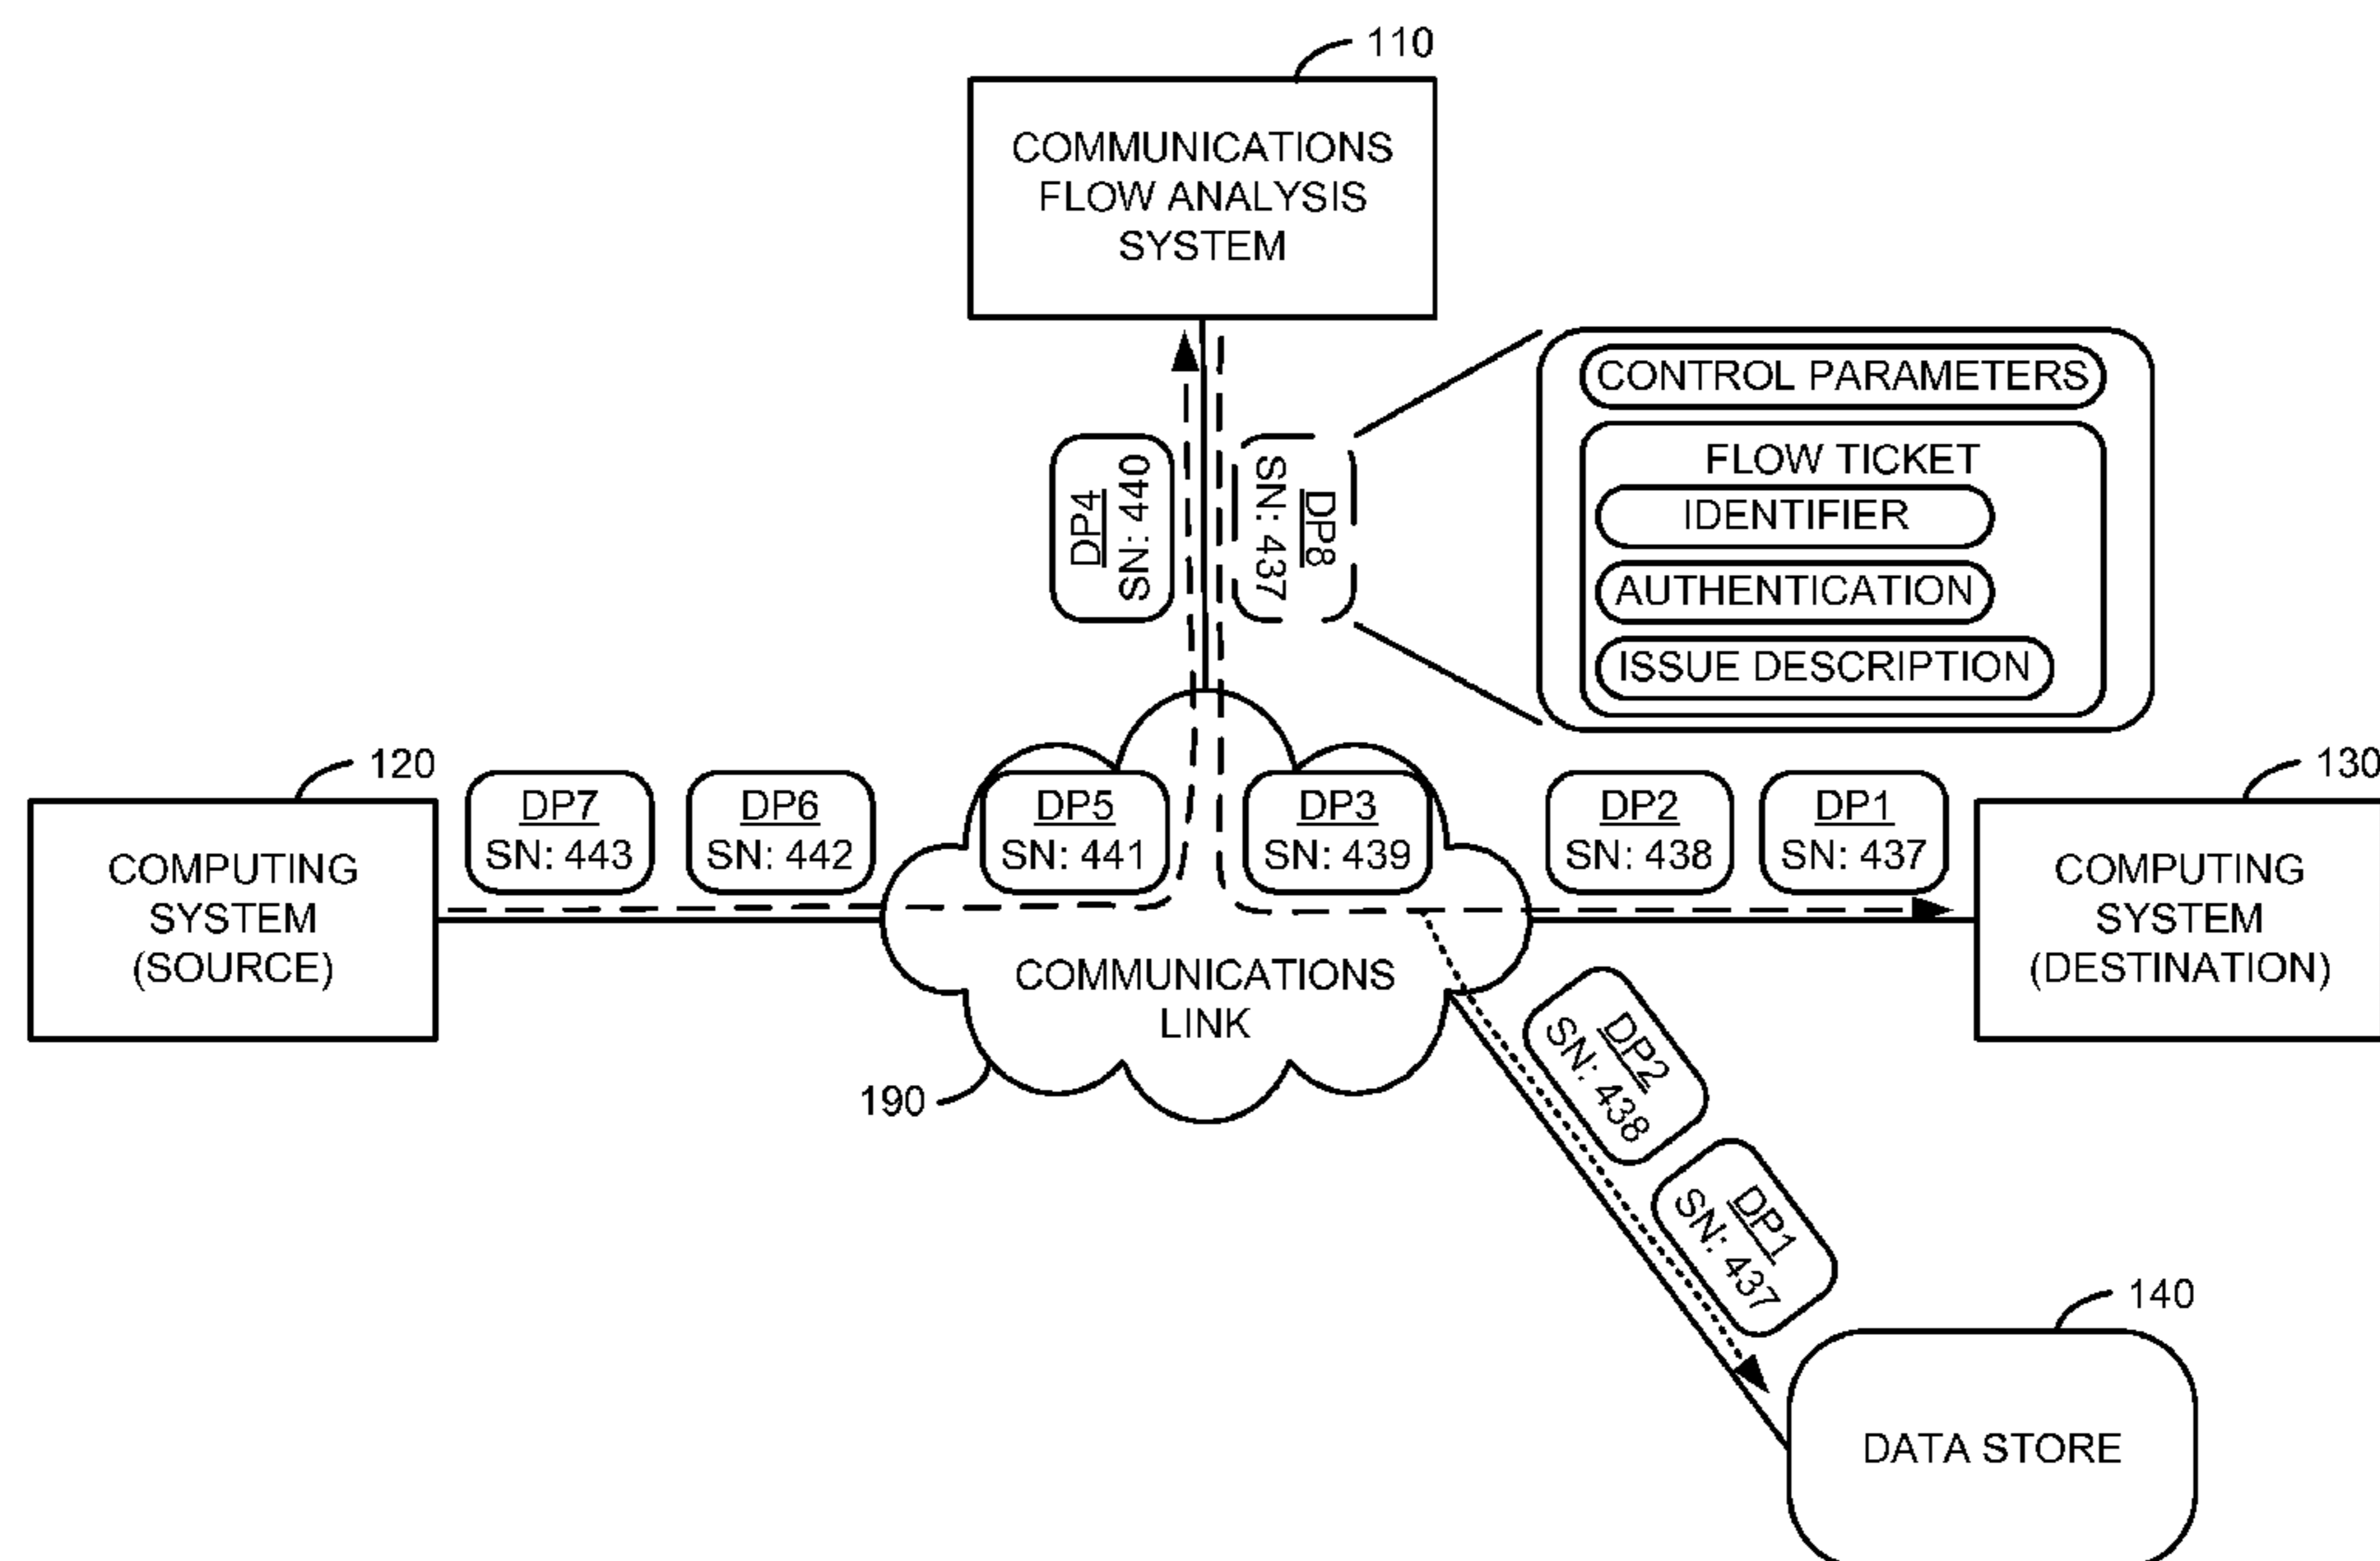 110
COMMUNICATIONS
FLOW ANALYSIS
SYSTEM
CONTROL PARAMETERS
FLOW TICKET
IDENTIFIER
AUTHENTICATION
ISSUE DESCRIPTION
DP4
SN: 440
DP8
SN: 437
120
COMPUTING
SYSTEM
(SOURCE)
DP7
SN: 443
DP6
SN: 442
DP5
SN: 441
DP3
SN: 439
DP2
SN: 438
DP1
SN: 437
130
COMPUTING
SYSTEM
(DESTINATION)
COMMUNICATIONS
LINK
190
DP2
SN: 438
DP1
SN: 437
140
DATA STORE